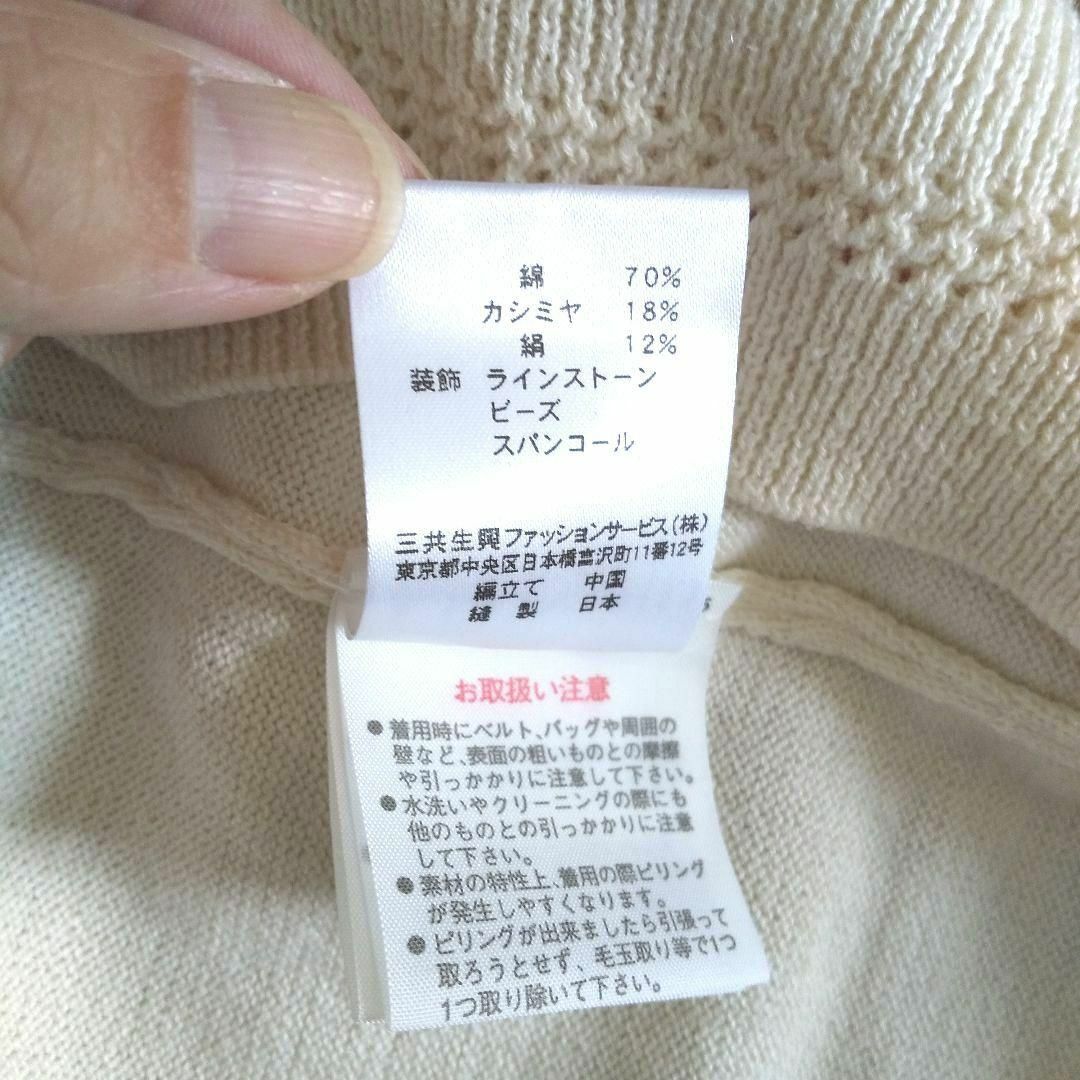 綿 70%
カシミヤ 18%
絹 12%
装飾 ラインストーン
ビーズ
スパンコール
三共生興ファッションサービス(株)
東京都中央区日本橋富沢町11番12号
編立て 中国
縫製 日本
お取扱い注意
●着用時にベルト、バッグや周囲の
壁など、表面の粗いものとの摩擦
や引っかかりに注意して下さい。
●水洗いやクリーニングの際にも
他のものとの引っかかりに注意
して下さい。
●素材の特性上、着用の際ピリング
が発生しやすくなります。
●ピリングが出来ましたら引張って
取ろうとせず、毛玉取り等で1つ
1つ取り除いて下さい。